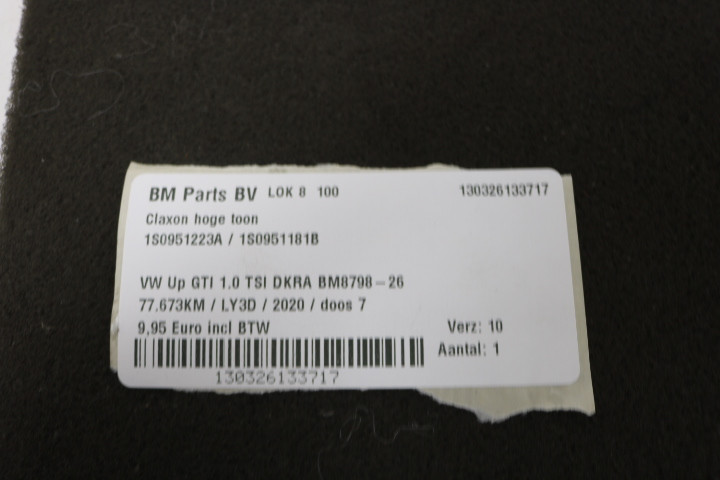 BM Parts BV LOK 8 100 130326133717
Claxon hoge toon
1S0951223A / 1S0951181B
VW Up GTI 1.0 TSI DKRA BM8798-26
77.673KM / LY3D / 2020 / doos 7
9,95 Euro incl BTW Verz: 10
Aantal: 1
130326133717